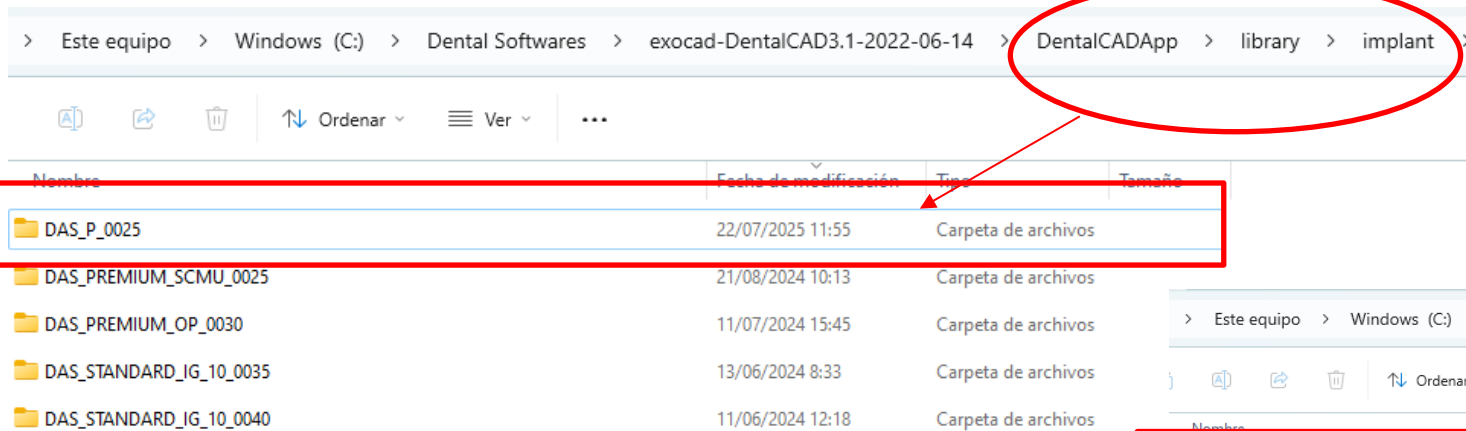 > Este equipo > Windows (C:) > Dental Softwares > exocad-DentalCAD3.1-2022-06-14 > DentalCADApp > library > implant >
Ordenar Ver ...
Nombre Fecha de modificación Tipo Tamaño
DAS_P_0025 22/07/2025 11:55 Carpeta de archivos
DAS_PREMIUM_SCMU_0025 21/08/2024 10:13 Carpeta de archivos
DAS_PREMIUM_OP_0030 11/07/2024 15:45 Carpeta de archivos
DAS_STANDARD_IG_10_0035 13/06/2024 8:33 Carpeta de archivos
DAS_STANDARD_IG_10_0040 11/06/2024 12:18 Carpeta de archivos
> Este equipo > Windows (C:)
Ordenar
Nombre